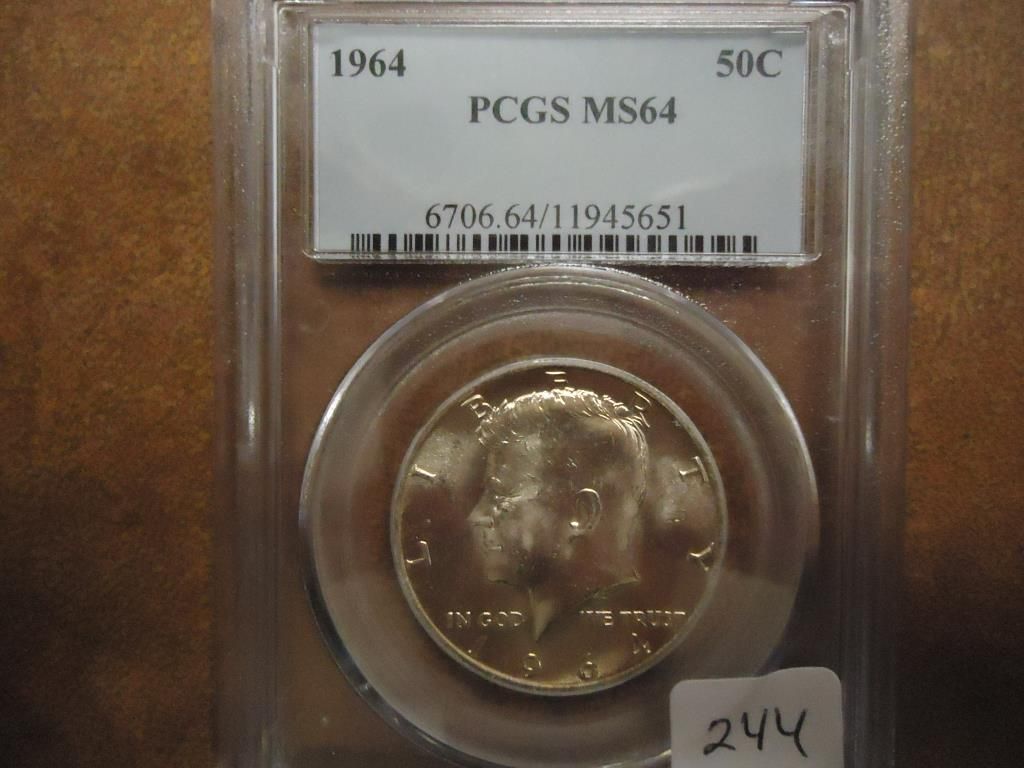 1964 50C
PCGS MS64
6706.64/11945651
LIBERTY
IN GOD WE TRUST
1964
244